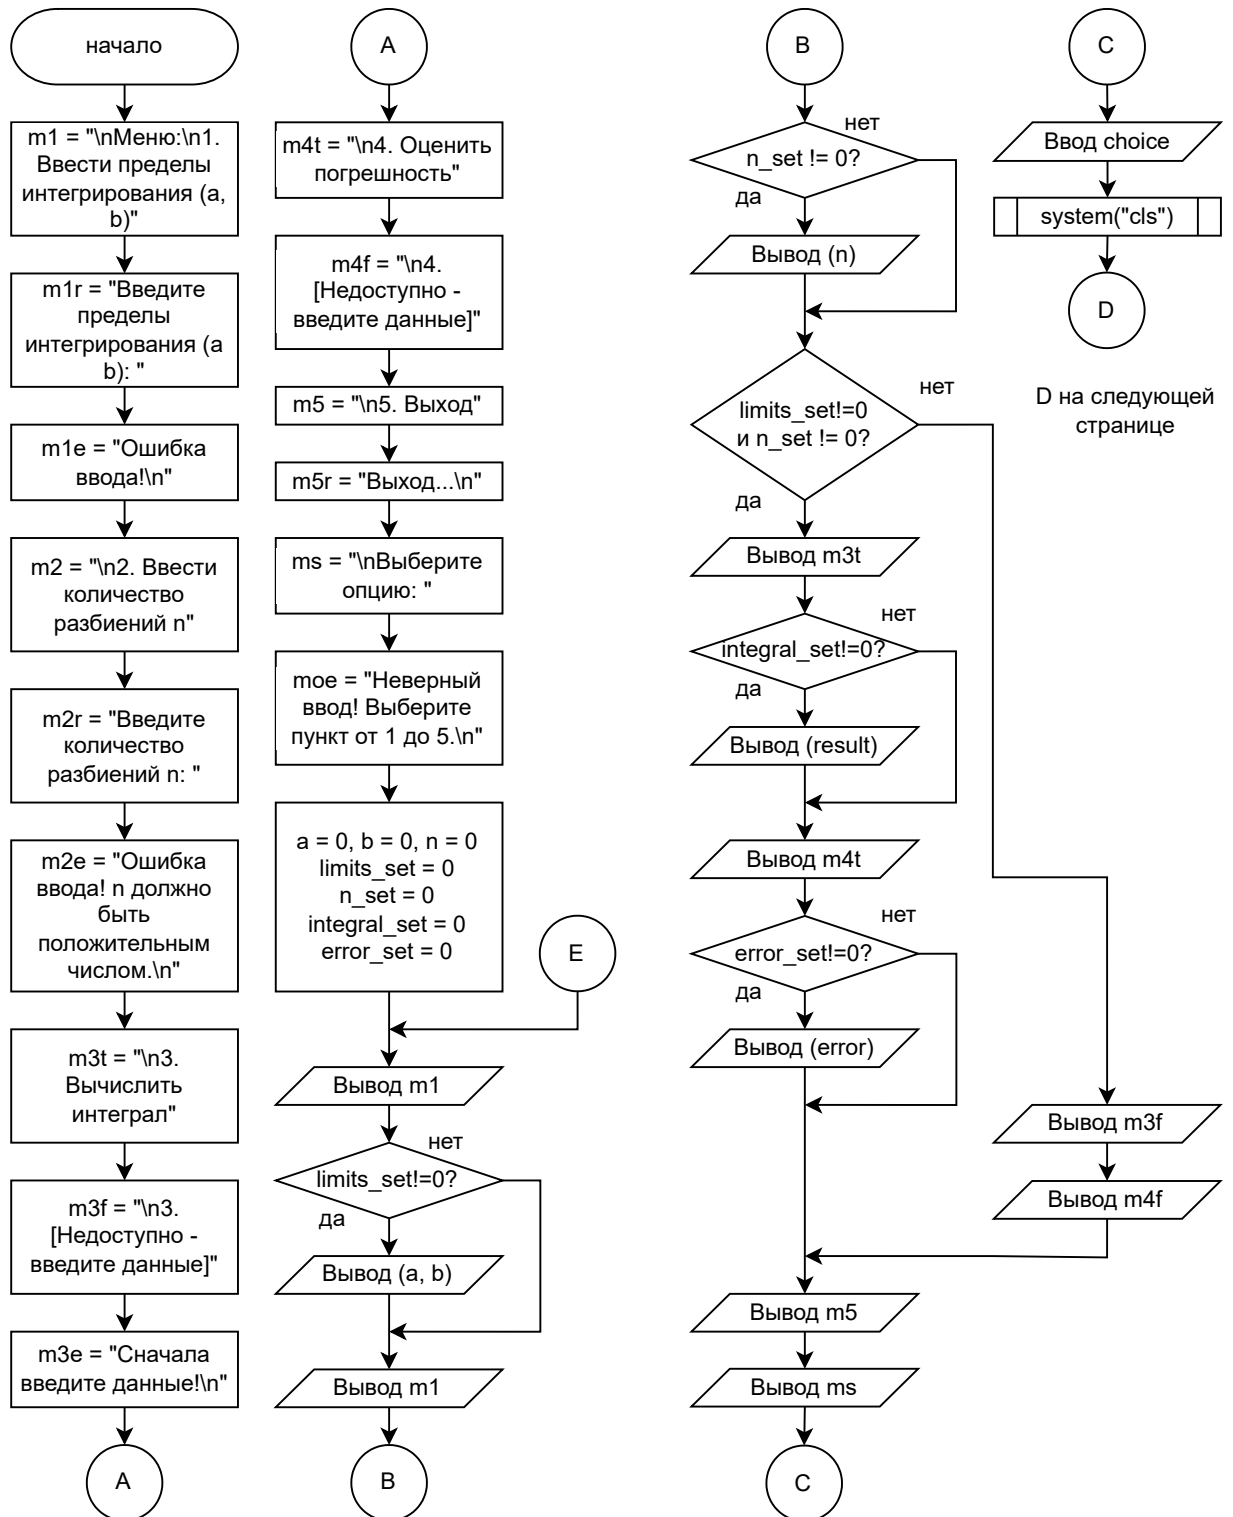 начало
m1 = "\nМеню:\n1.
Ввести пределы
интегрирования (a,
b)"
m1r = "Введите
пределы
интегрирования (a
b): "
m1e = "Ошибка
ввода!\n"
m2 = "\n2. Ввести
количество
разбиений n"
m2r = "Введите
количество
разбиений n: "
m2e = "Ошибка
ввода! n должно
быть
положительным
числом.\n"
m3t = "\n3.
Вычислить
интеграл"
m3f = "\n3.
[Недоступно -
введите данные]"
m3e = "Сначала
введите данные!\n"
A
A
m4t = "\n4. Оценить
погрешность"
m4f = "\n4.
[Недоступно -
введите данные]"
m5 = "\n5. Выход"
m5r = "Выход...\n"
ms = "\nВыберите
опцию: "
moe = "Неверный
ввод! Выберите
пункт от 1 до 5.\n"
a = 0, b = 0, n = 0
limits_set = 0
n_set = 0
integral_set = 0
error_set = 0
E
Вывод m1
нет
limits_set!=0?
да
Вывод (a, b)
Вывод m1
B
B
нет
n_set != 0?
да
Вывод (n)
нет
limits_set!=0
и n_set != 0?
да
Вывод m3t
нет
integral_set!=0?
да
Вывод (result)
Вывод m4t
нет
error_set!=0?
да
Вывод (error)
Вывод m3f
Вывод m4f
Вывод m5
Вывод ms
C
C
Ввод choice
system("cls")
D
D на следующей
странице